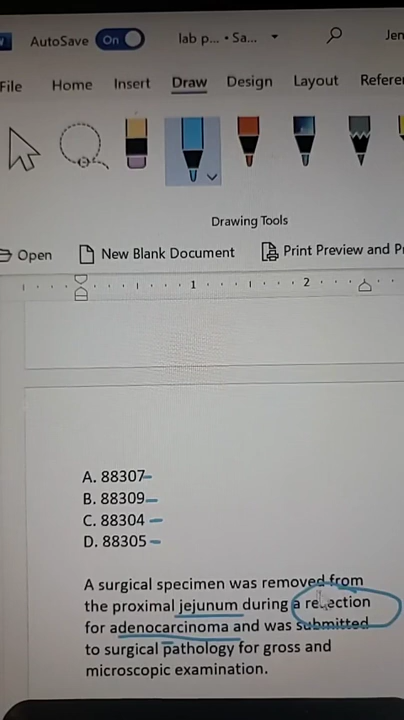 AutoSave On lab p... • Sa... Jen
File Home Insert Draw Design Layout Referen
Drawing Tools
Open New Blank Document Print Preview and P
1 2
A. 88307
B. 88309
C. 88304
D. 88305
A surgical specimen was removed from
the proximal jejunum during a resection
for adenocarcinoma and was submitted
to surgical pathology for gross and
microscopic examination.